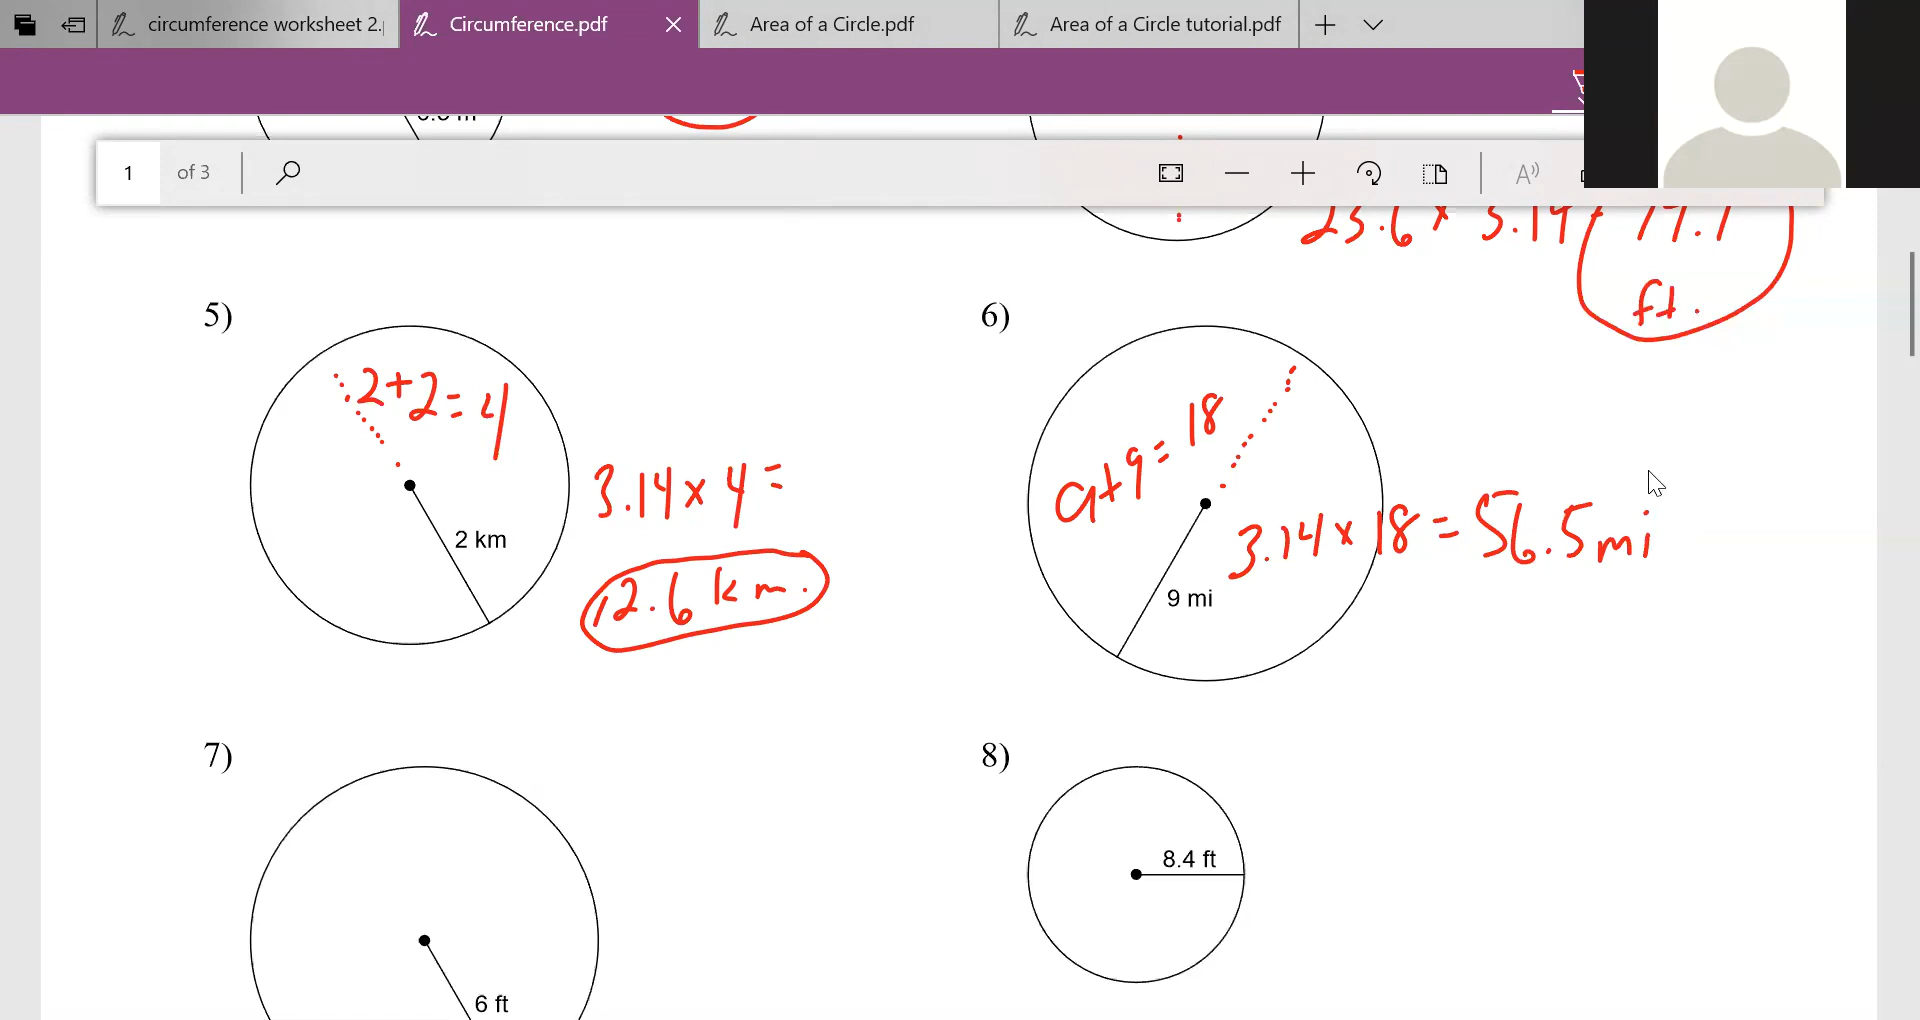 circumference worksheet 2.p
Circumference.pdf
Area of a Circle.pdf
Area of a Circle tutorial.pdf
1 of 3
23.6 x 3.14
ft.
5)
2+2=4
2 km
3.14 x 4 =
12.6 km.
6)
9+9=18
9 mi
3.14 x 18 = 56.5 mi
7)
6 ft
8)
8.4 ft